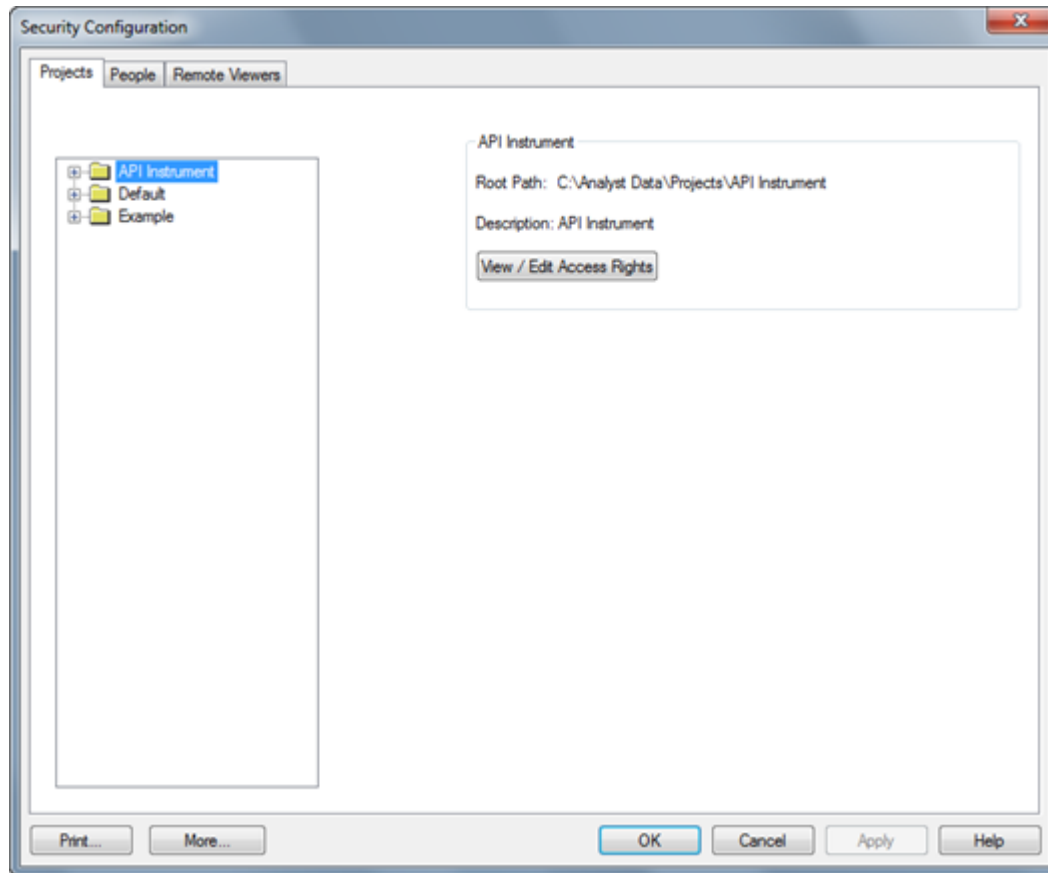 Security Configuration
Projects People Remote Viewers
API Instrument
Default
Example
API Instrument
Root Path: C:\Analyst Data\Projects\API Instrument
Description: API Instrument
View / Edit Access Rights
Print... More... OK Cancel Apply Help